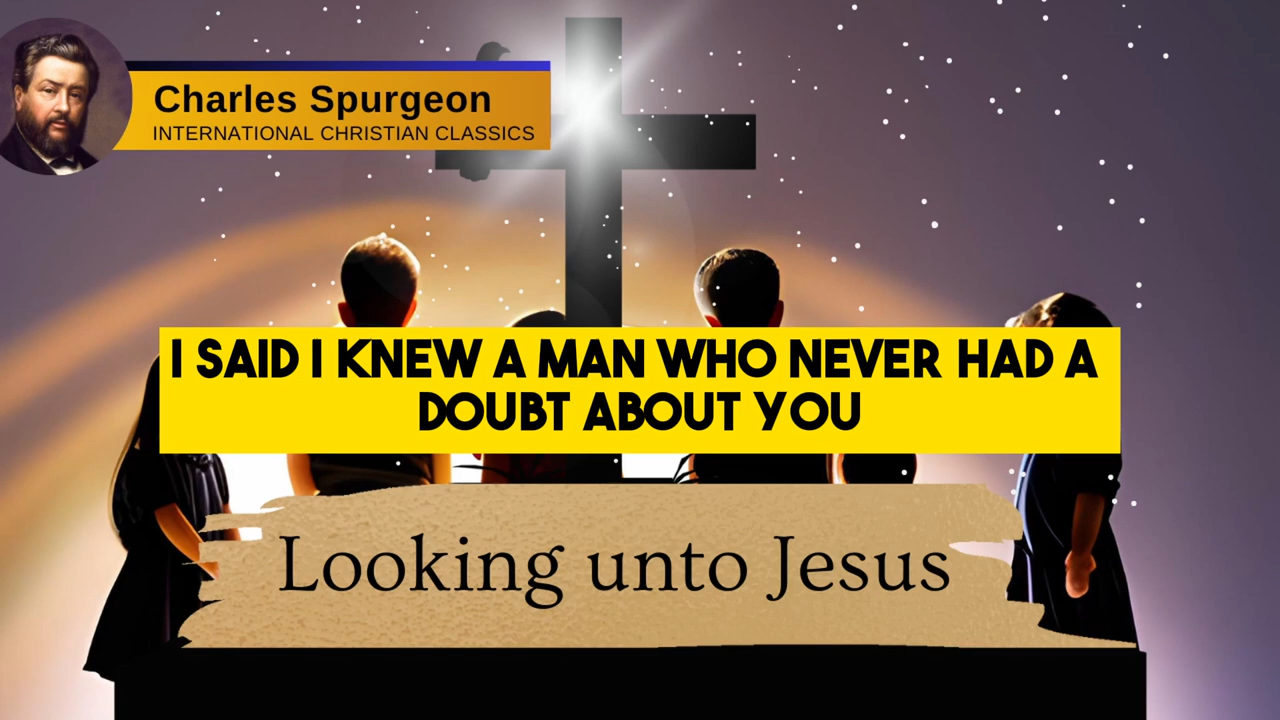 Charles Spurgeon
INTERNATIONAL CHRISTIAN CLASSICS
I SAID I KNEW A MAN WHO NEVER HAD A
DOUBT ABOUT YOU
Looking unto Jesus